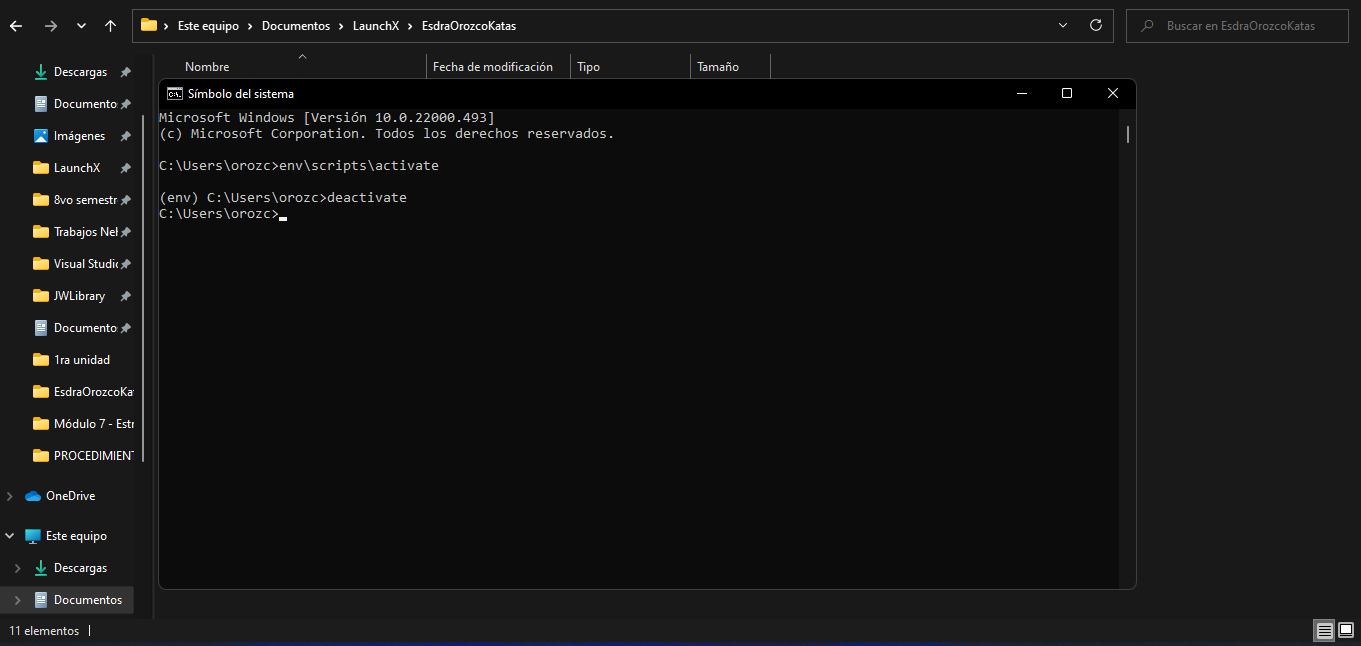 Este equipo › Documentos › LaunchX › EsdraOrozcoKatas
Buscar en EsdraOrozcoKatas
Nombre
Fecha de modificación
Tipo
Tamaño
Descargas
Documento
Imágenes
LaunchX
8vo semestr
Trabajos Nel
Visual Studic
JWLibrary
Documento
1ra unidad
EsdraOrozcoKat
Módulo 7 - Estr
PROCEDIMIENT
OneDrive
Este equipo
Descargas
Documentos
11 elementos
C:\.
Símbolo del sistema
Microsoft Windows [Versión 10.0.22000.493]
(c) Microsoft Corporation. Todos los derechos reservados.
C:\Users\orozc>env\scripts\activate
(env) C:\Users\orozc>deactivate
C:\Users\orozc>